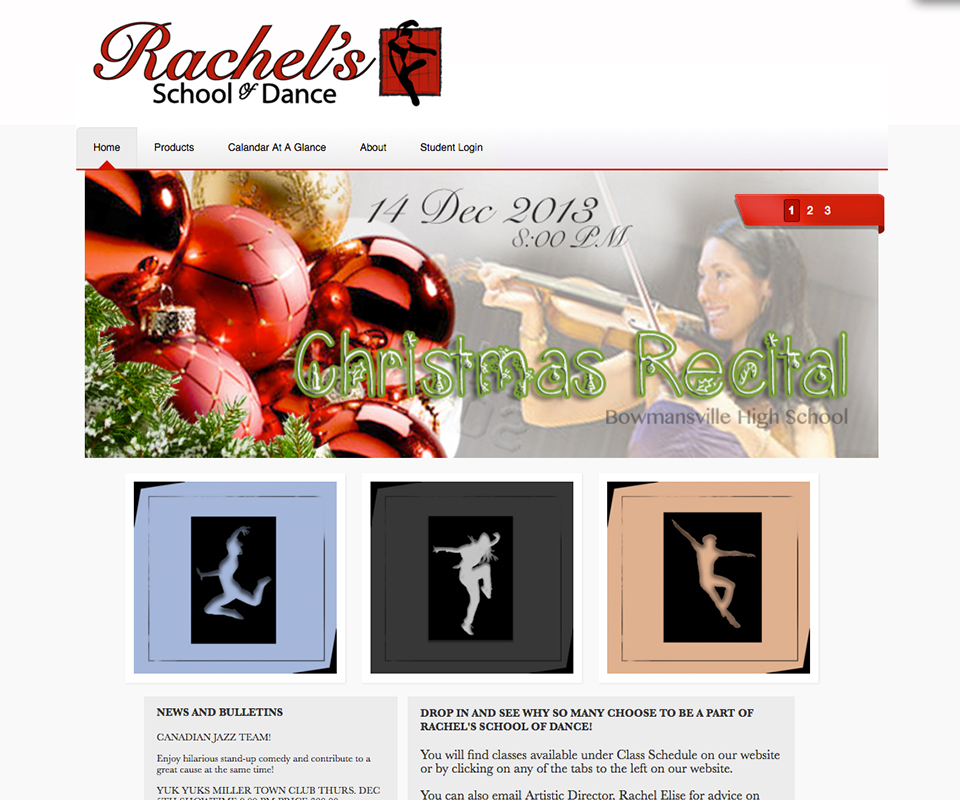 Rachel's
School of Dance
Home
Products
Calandar At A Glance
About
Student Login
14 Dec 2013
8:00 PM
1 2 3
Christmas Recital
Bowmansville High School
NEWS AND BULLETINS
CANADIAN JAZZ TEAM!
Enjoy hilarious stand-up comedy and contribute to a
great cause at the same time!
YUK YUKS MILLER TOWN CLUB THURS. DEC
DROP IN AND SEE WHY SO MANY CHOOSE TO BE A PART OF
RACHEL'S SCHOOL OF DANCE!
You will find classes available under Class Schedule on our website
or by clicking on any of the tabs to the left on our website.
You can also email Artistic Director, Rachel Elise for advice on